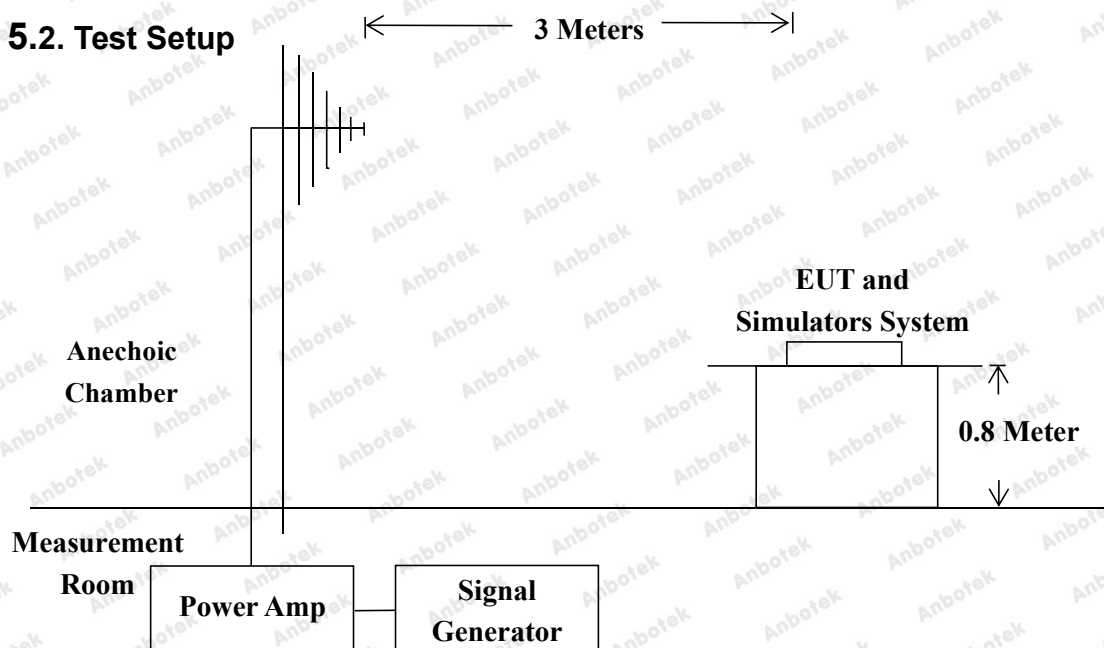 5.2. Test Setup
3 Meters
EUT and
Simulators System
Anechoic
Chamber
0.8 Meter
Measurement
Room
Power Amp
Signal
Generator
Anbotek